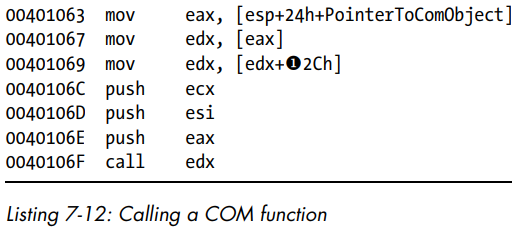 00401063 mov eax, [esp+24h+PointerToComObject]
00401067 mov edx, [eax]
00401069 mov edx, [edx+❶2Ch]
0040106C push ecx
0040106D push esi
0040106E push eax
0040106F call edx
Listing 7-12: Calling a COM function